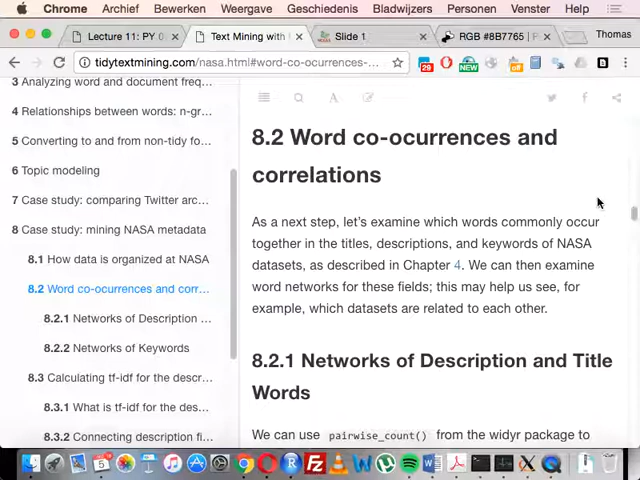 Chrome Archief Bewerken Weergave Geschiedenis Bladwijzers Personen Venster Help
Lecture 11: PY 0
Text Mining with
Slide 1
RGB #8B7765 | P
Thomas
tidytextmining.com/nasa.html#word-co-ocurrences-...
29
NEW
off
3 Analyzing word and document freq...
4 Relationships between words: n-gr...
5 Converting to and from non-tidy fo...
6 Topic modeling
7 Case study: comparing Twitter arc...
8 Case study: mining NASA metadata
8.1 How data is organized at NASA
8.2 Word co-ocurrences and corr...
8.2.1 Networks of Description ...
8.2.2 Networks of Keywords
8.3 Calculating tf-idf for the descr...
8.3.1 What is tf-idf for the des...
8.3.2 Connecting description fi...
A
8.2 Word co-ocurrences and
correlations
As a next step, let's examine which words commonly occur
together in the titles, descriptions, and keywords of NASA
datasets, as described in Chapter 4. We can then examine
word networks for these fields; this may help us see, for
example, which datasets are related to each other.
8.2.1 Networks of Description and Title
Words
We can use pairwise_count() from the widyr package to
5